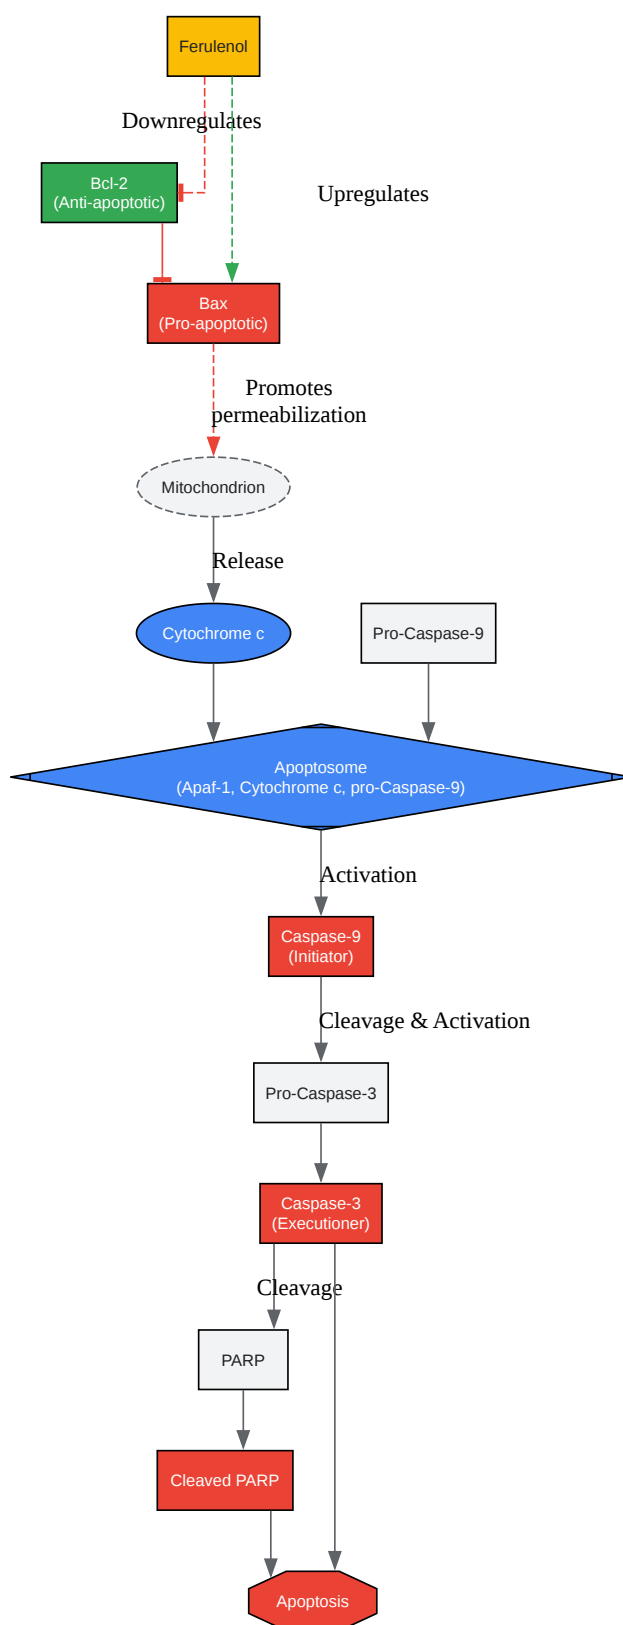 Ferulenol
Downregulates
Bcl-2
(Anti-apoptotic)
Upregulates
Bax
(Pro-apoptotic)
Promotes
permeabilization
Mitochondrion
Release
Cytochrome c
Pro-Caspase-9
Apoptosome
(Apaf-1, Cytochrome c, pro-Caspase-9)
Activation
Caspase-9
(Initiator)
Cleavage & Activation
Pro-Caspase-3
Caspase-3
(Executioner)
Cleavage
PARP
Cleaved PARP
Apoptosis